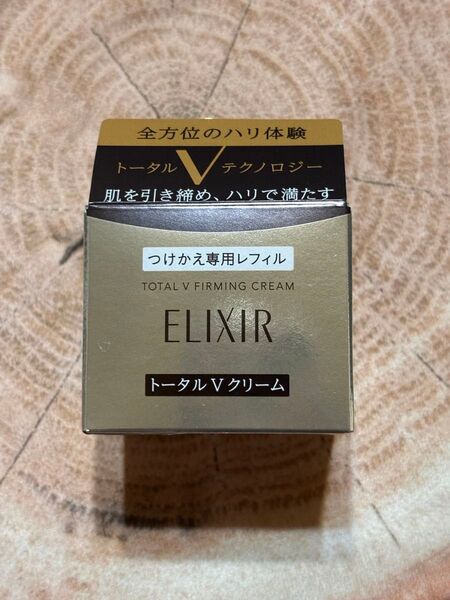 全方位のハリ体験
トータル V テクノロジー
肌を引き締め、ハリで満たす
つけかえ専用レフィル
TOTAL V FIRMING CREAM
ELIXIR
トータル V クリーム